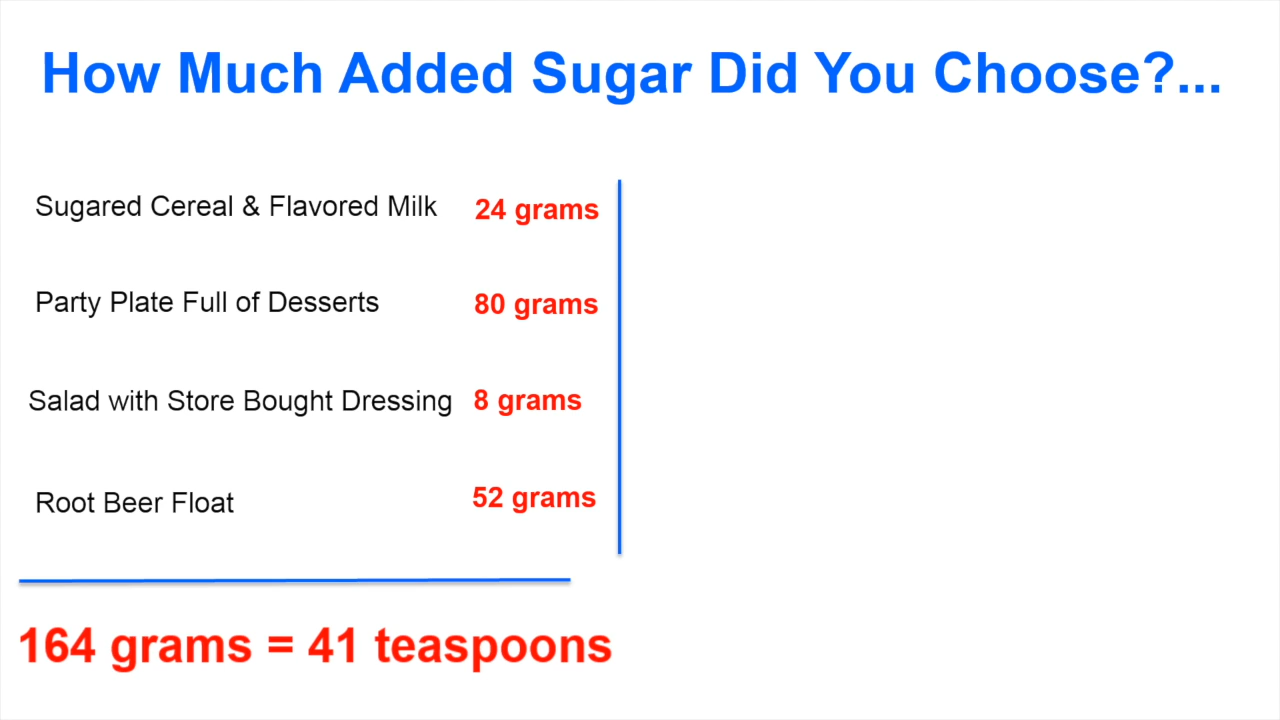 How Much Added Sugar Did You Choose?...
Sugared Cereal & Flavored Milk 24 grams
Party Plate Full of Desserts 80 grams
Salad with Store Bought Dressing 8 grams
Root Beer Float 52 grams
164 grams = 41 teaspoons